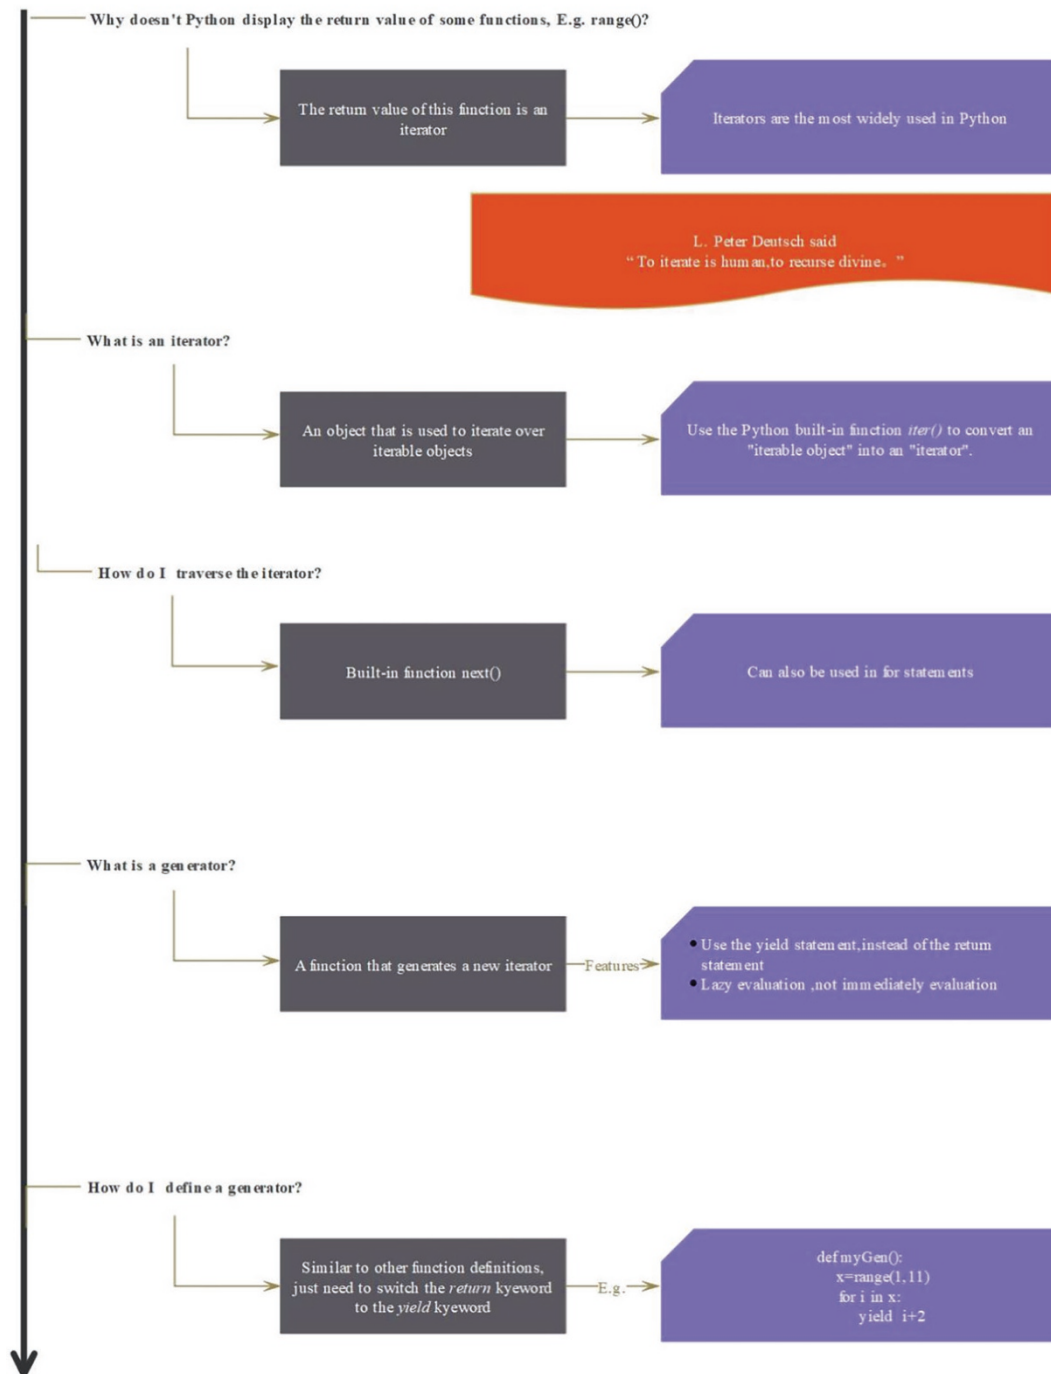 Why doesn't Python display the return value of some functions, E.g. range()?
The return value of this function is an
iterator
Iterators are the most widely used in Python
L. Peter Deutsch said
“ To iterate is human,to recurse divine。”
What is an iterator?
An object that is used to iterate over
iterable objects
Use the Python built-in function iter() to convert an
"iterable object" into an "iterator".
How do I traverse the iterator?
Built-in function next()
Can also be used in for statements
What is a generator?
A function that generates a new iterator
Features
• Use the yield statement,instead of the return
statement
• Lazy evaluation ,not immediately evaluation
How do I define a generator?
Similar to other function definitions,
just need to switch the return kyeword
to the yield kyeword
E.g.
def myGen():
x=range(1,11)
for i in x:
yield i+2